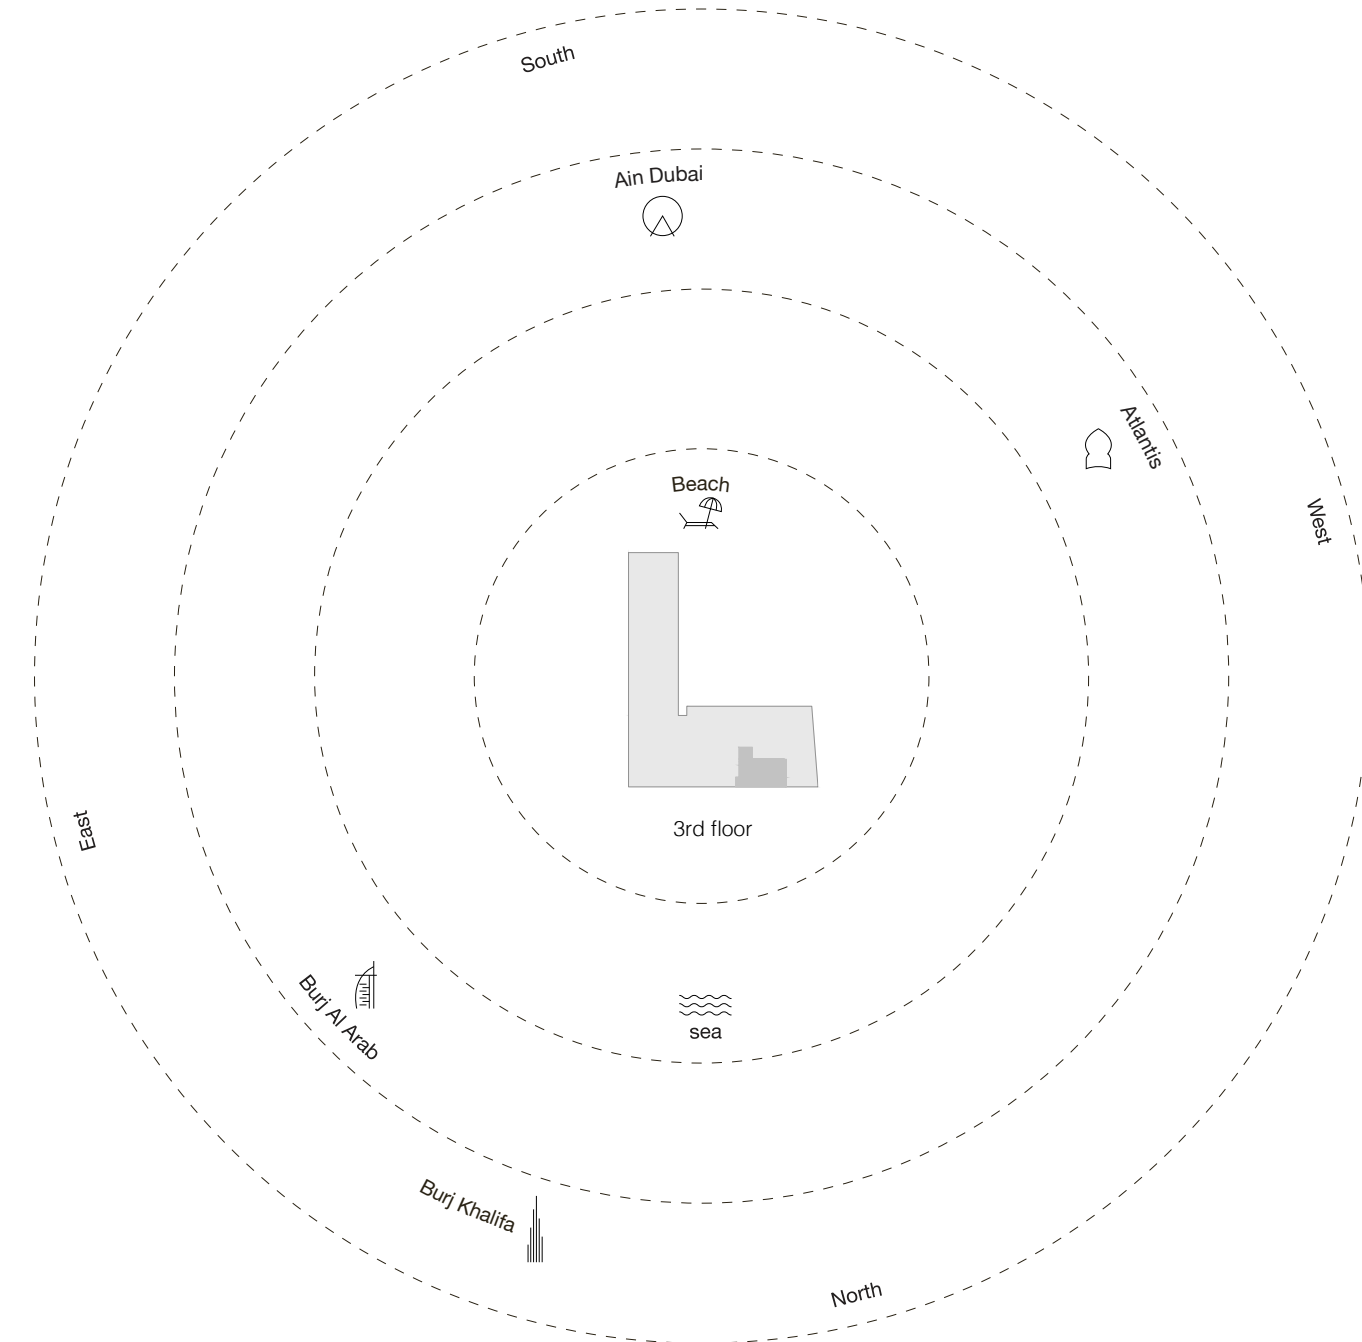 South
Ain Dubai
Atlantis
Beach
West
3rd floor
East
Burj Al Arab
sea
Burj Khalifa
North